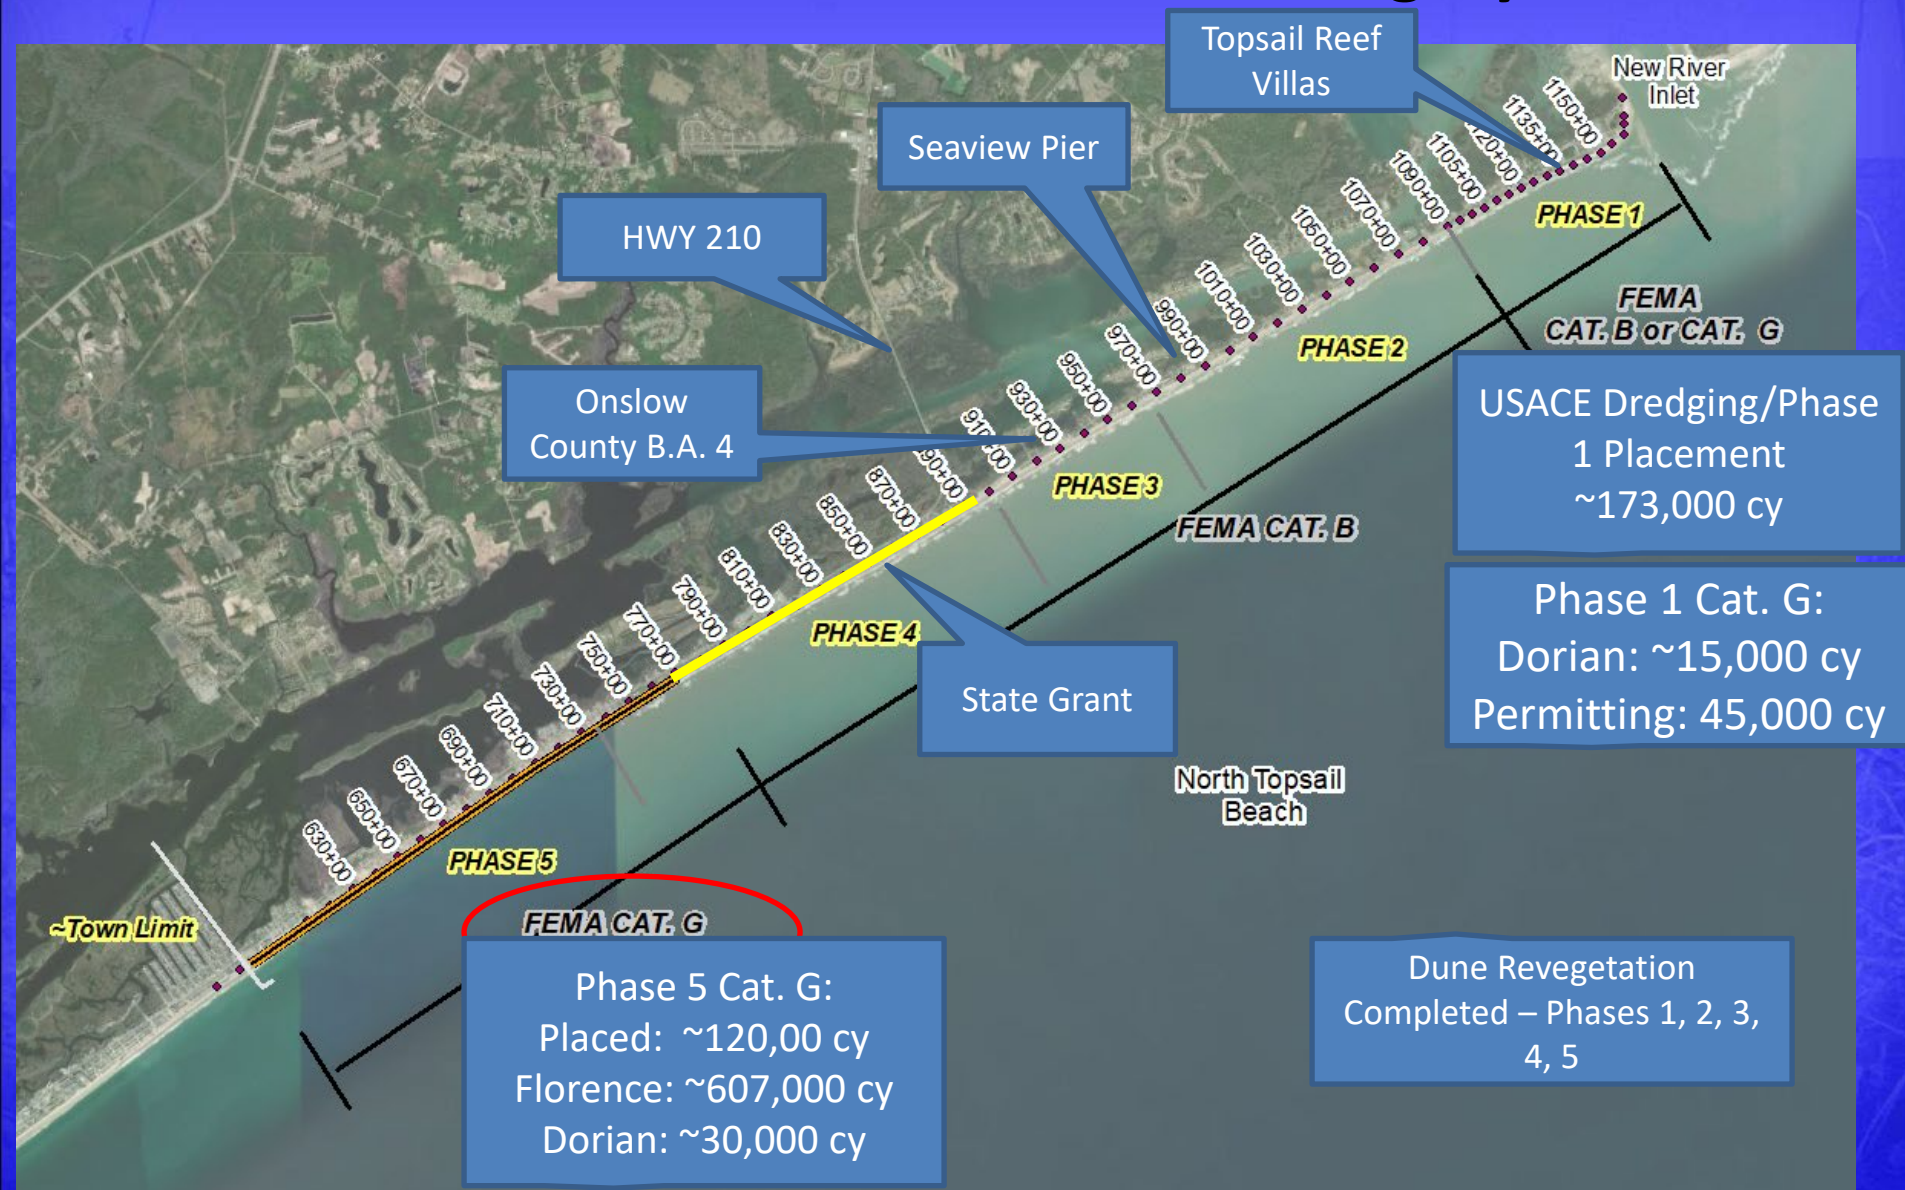 Topsail Reef
Villas
New River
Inlet
Seaview Pier
HWY 210
Onslow
County B.A. 4
1150+00
1135+00
120+00
1105+00
1090+00
1070+00
1050+00
1030+00
1010+00
990+00
970+00
950+00
930+00
910+00
90+00
870+00
850+00
830+00
810+00
790+00
770+00
750+00
730+00
710+00
690+00
670+00
650+00
630+00
PHASE 1
FEMA
CAT. B or CAT. G
PHASE 2
USACE Dredging/Phase
1 Placement
~173,000 cy
PHASE 3
FEMA CAT. B
Phase 1 Cat. G:
Dorian: ~15,000 cy
Permitting: 45,000 cy
PHASE 4
State Grant
North Topsail
Beach
PHASE 5
~Town Limit
FEMA CAT. G
Phase 5 Cat. G:
Placed: ~120,00 cy
Florence: ~607,000 cy
Dorian: ~30,000 cy
Dune Revegetation
Completed – Phases 1, 2, 3,
4, 5